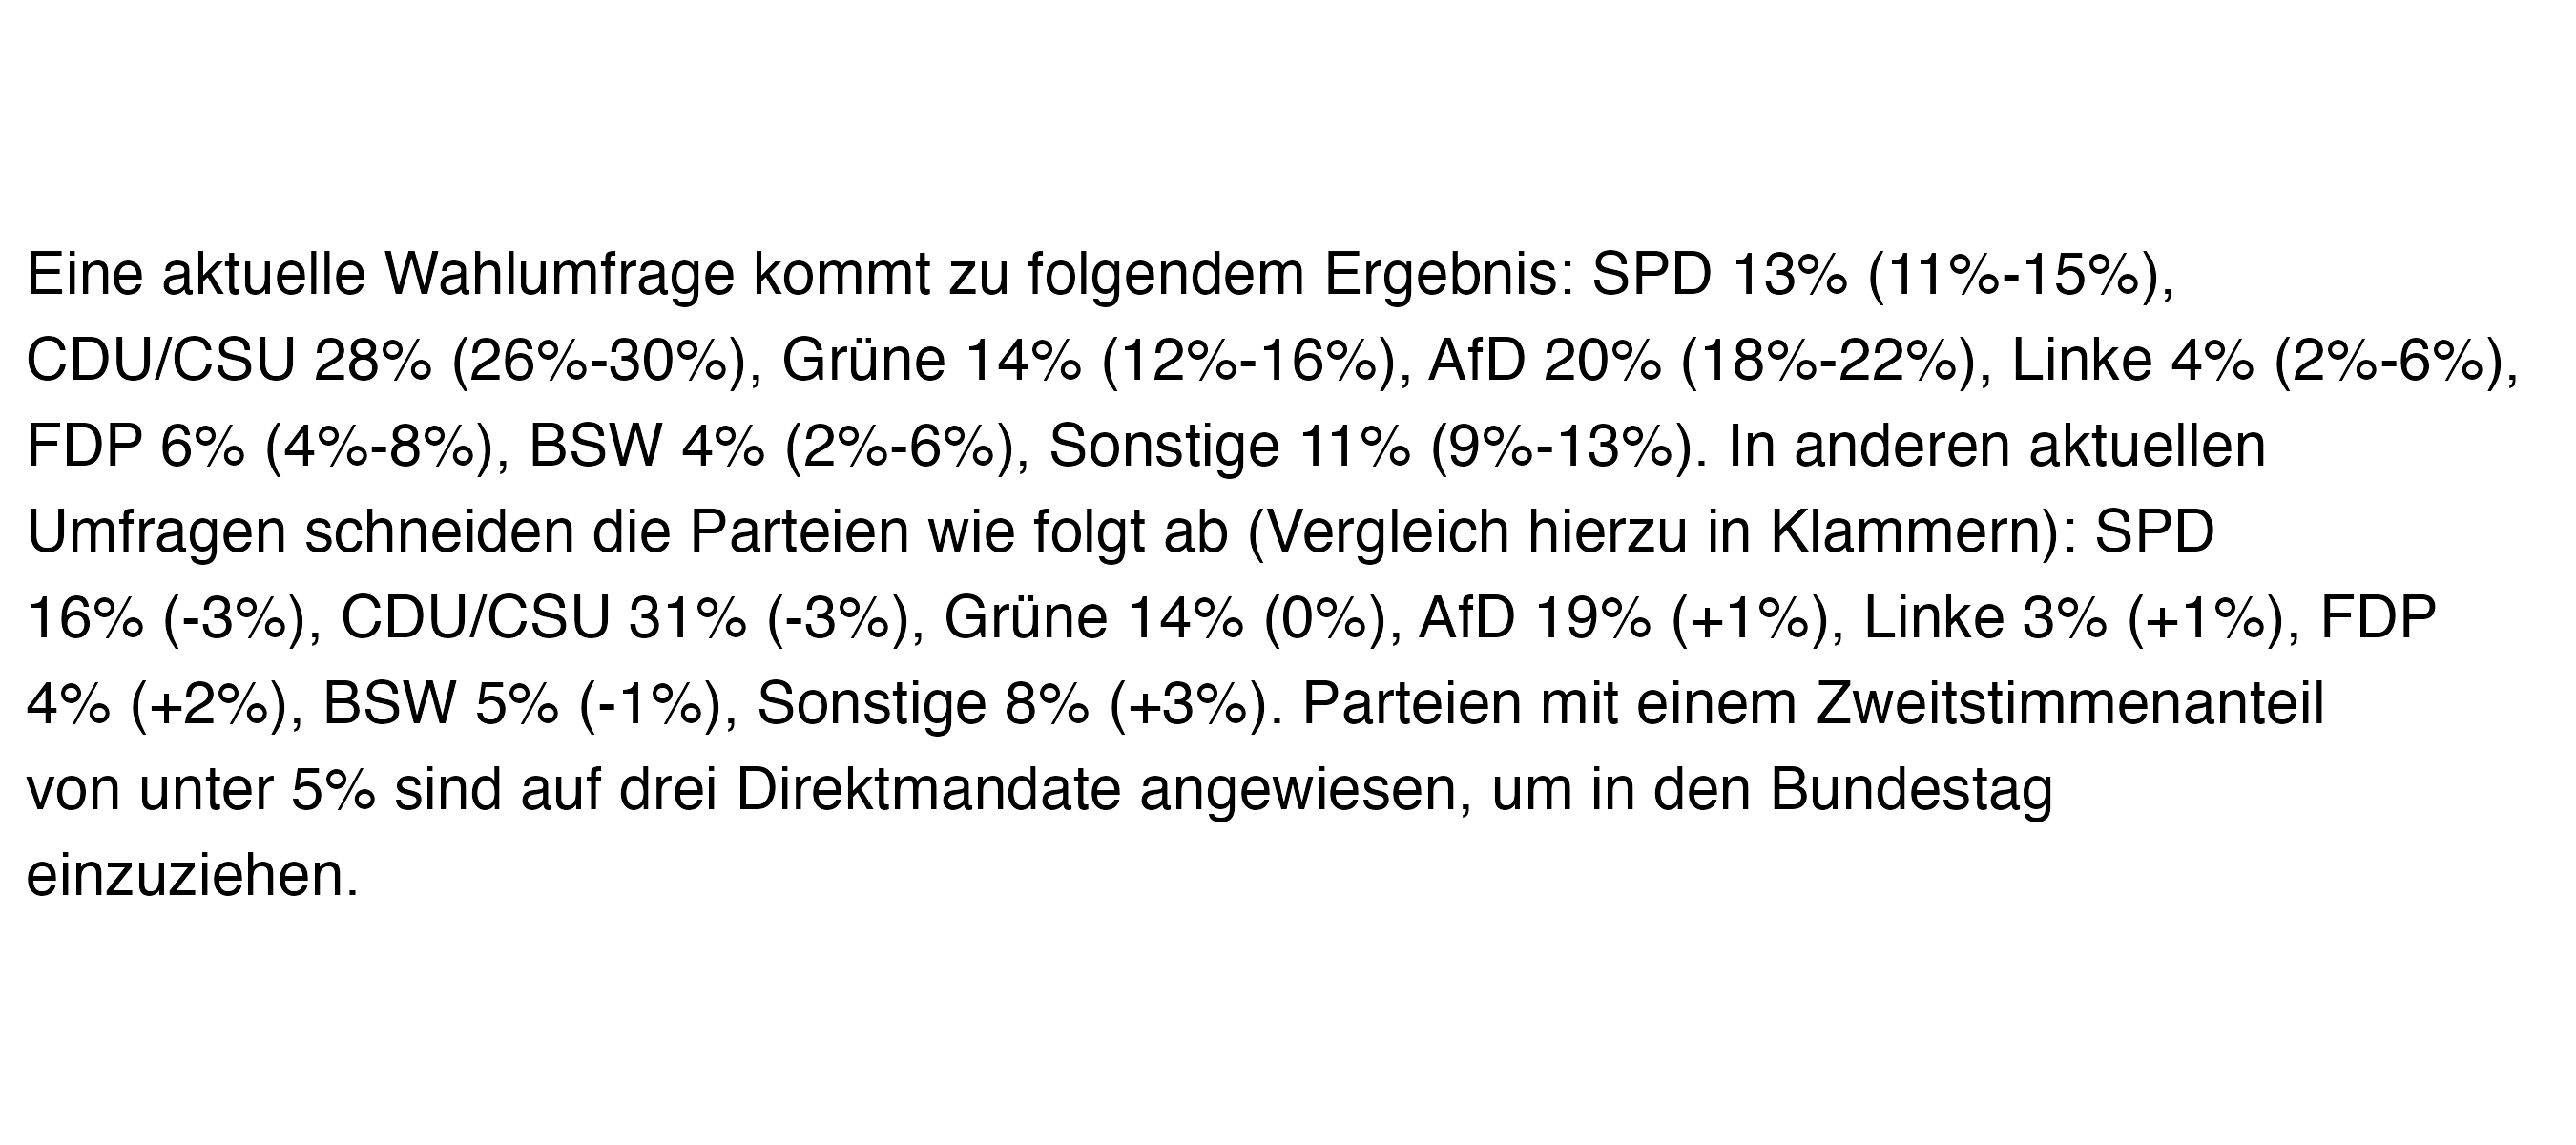 Eine aktuelle Wahlumfrage kommt zu folgendem Ergebnis: SPD 13% (11%-15%),
CDU/CSU 28% (26%-30%), Grüne 14% (12%-16%), AfD 20% (18%-22%), Linke 4% (2%-6%),
FDP 6% (4%-8%), BSW 4% (2%-6%), Sonstige 11% (9%-13%). In anderen aktuellen
Umfragen schneiden die Parteien wie folgt ab (Vergleich hierzu in Klammern): SPD
16% (-3%), CDU/CSU 31% (-3%), Grüne 14% (0%), AfD 19% (+1%), Linke 3% (+1%), FDP
4% (+2%), BSW 5% (-1%), Sonstige 8% (+3%). Parteien mit einem Zweitstimmenanteil
von unter 5% sind auf drei Direktmandate angewiesen, um in den Bundestag
einzuziehen.